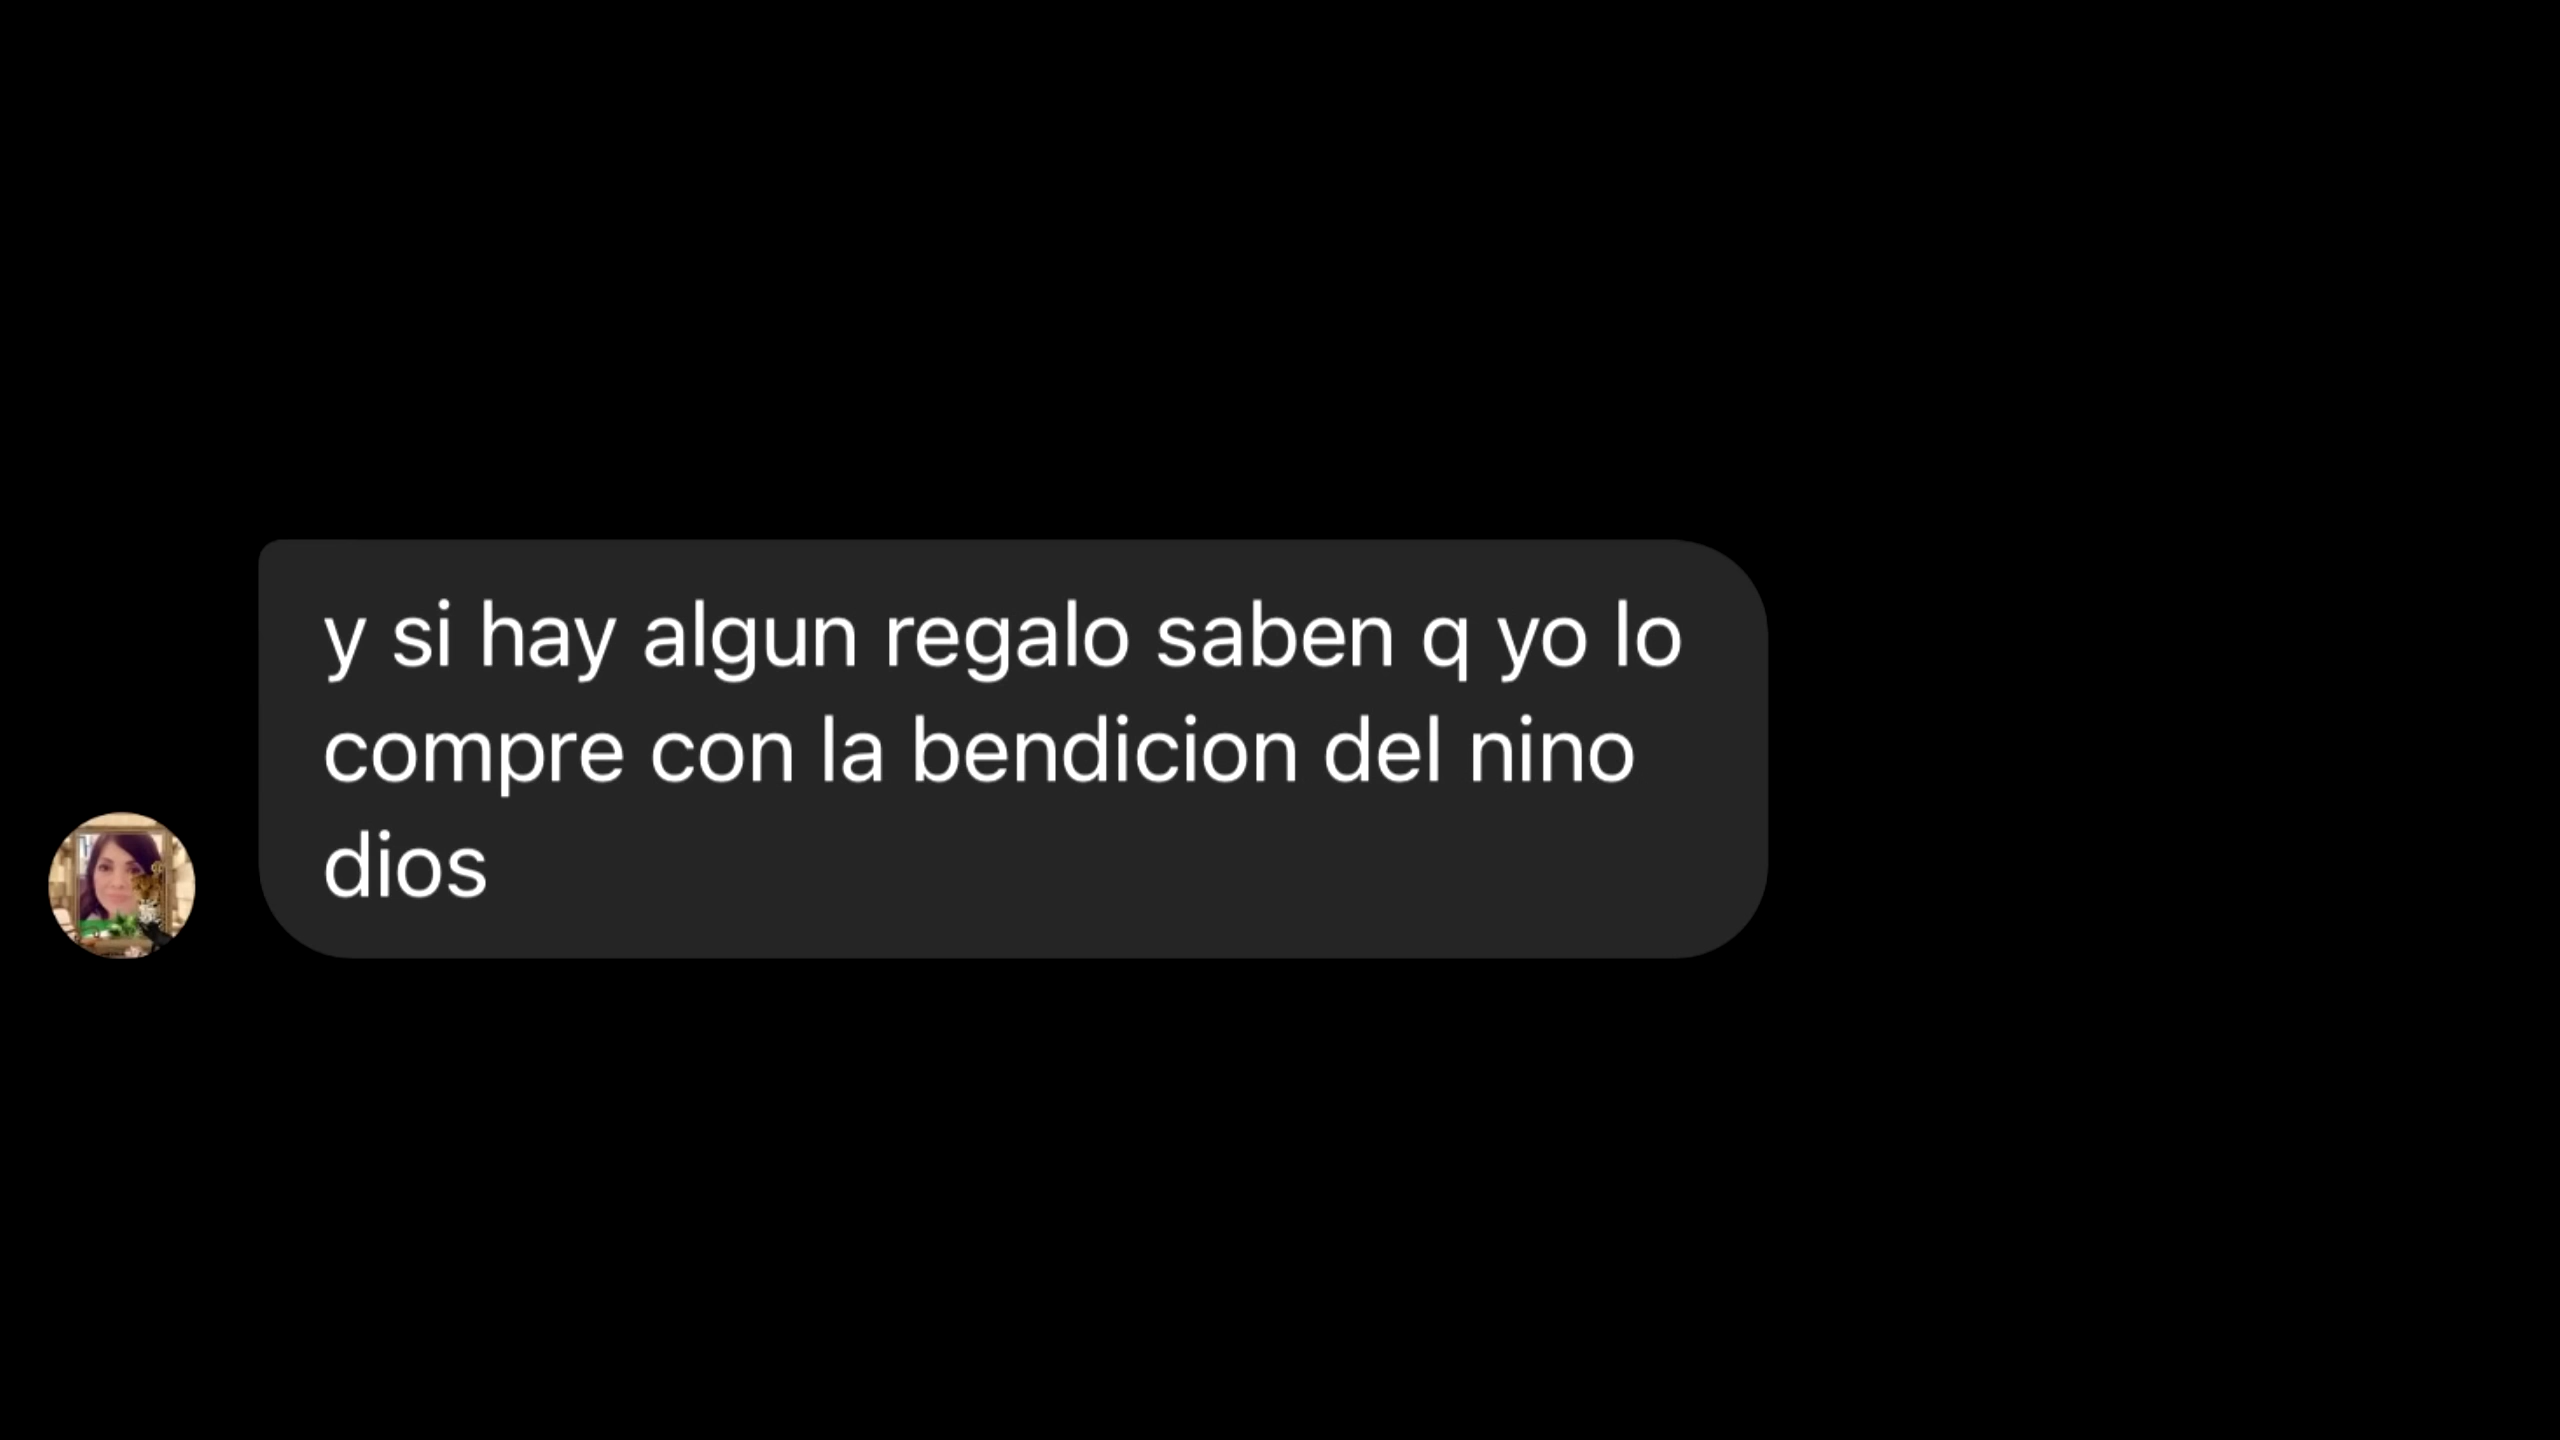 y si hay algun regalo saben q yo lo
compre con la bendicion del nino
dios